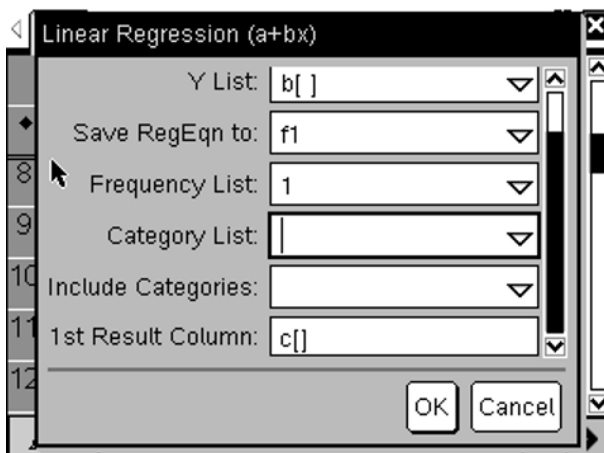 Linear Regression (a+bx)
Y List: b[ ]
Save RegEqn to: f1
8
Frequency List: 1
9
Category List:
10
Include Categories:
11
1st Result Column: c[]
12
OK Cancel